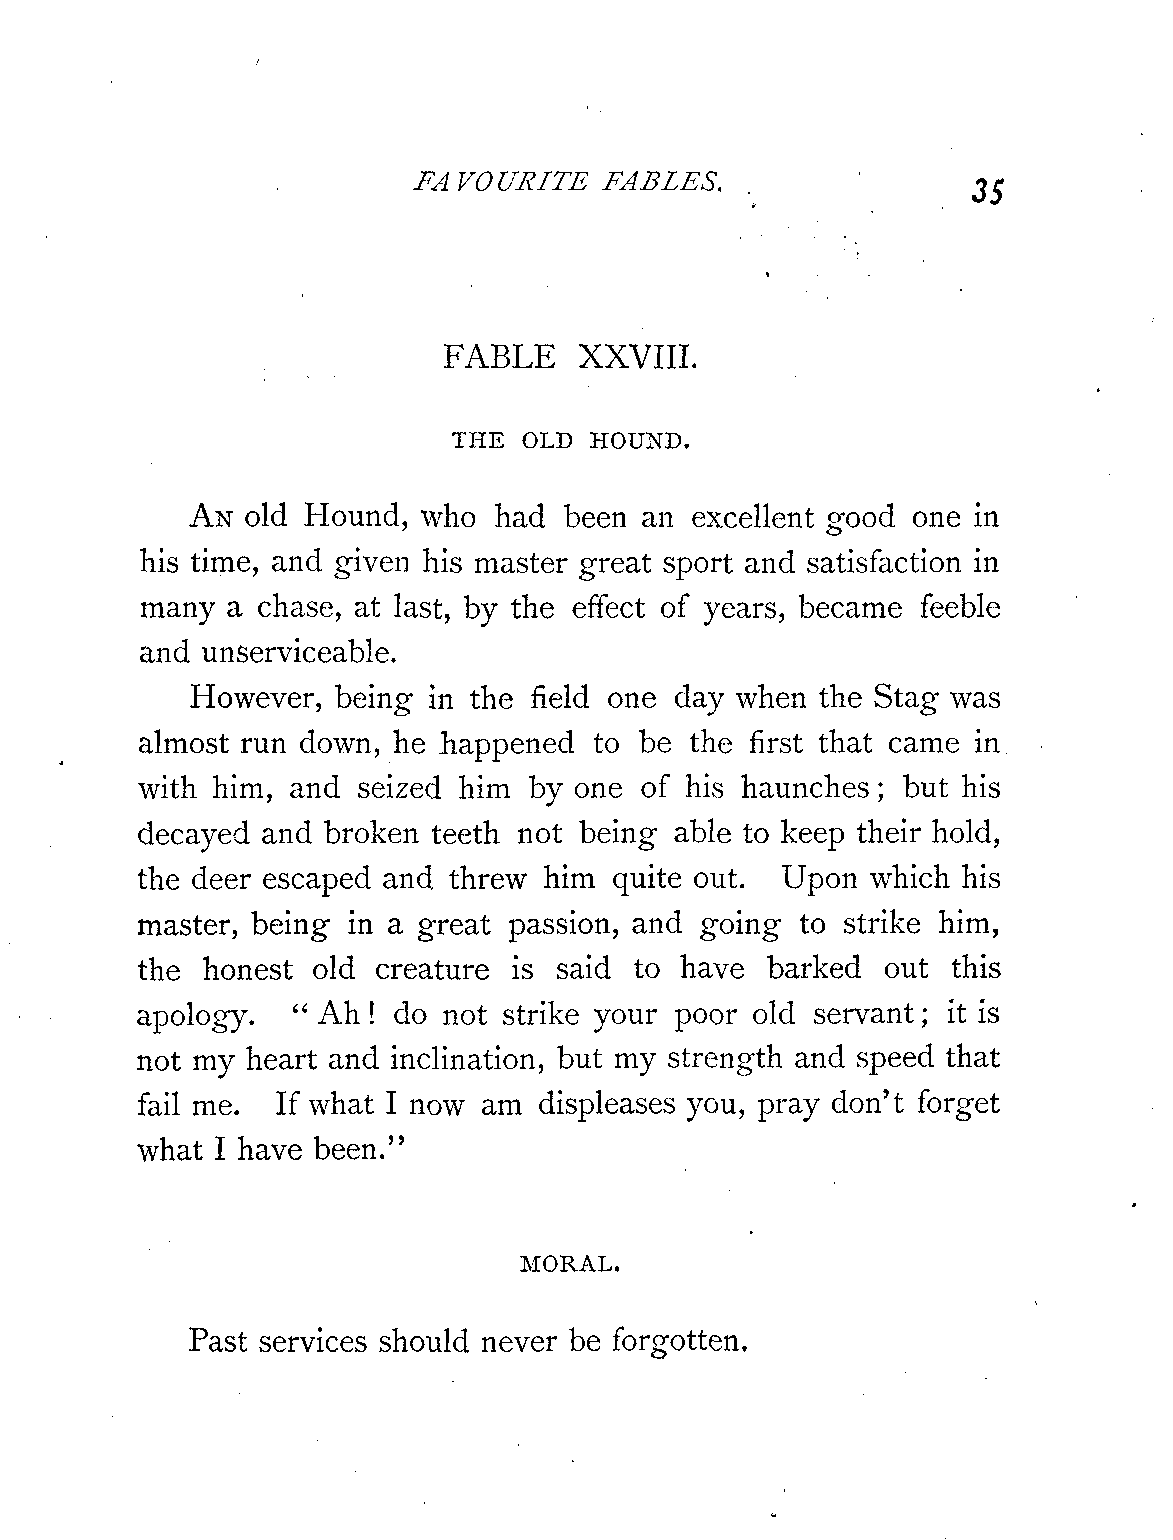 FAVOURITE FABLES. 35
FABLE XXVIII.
THE OLD HOUND.
AN old Hound, who had been an excellent good one in
his time, and given his master great sport and satisfaction in
many a chase, at last, by the effect of years, became feeble
and unserviceable.
However, being in the field one day when the Stag was
almost run down, he happened to be the first that came in
with him, and seized him by one of his haunches; but his
decayed and broken teeth not being able to keep their hold,
the deer escaped and threw him quite out. Upon which his
master, being in a great passion, and going to strike him,
the honest old creature is said to have barked out this
apology. “Ah! do not strike your poor old servant; it is
not my heart and inclination, but my strength and speed that
fail me. If what I now am displeases you, pray don’t forget
what I have been.”
MORAL.
Past services should never be forgotten.